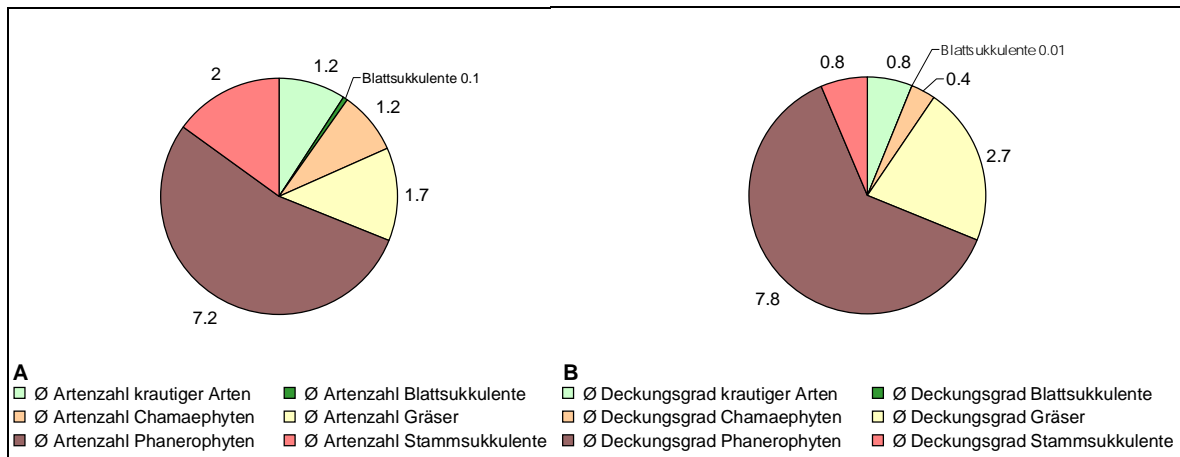 2
1.2
Blattsukkulente 0.1
1.2
1.7
7.2
A
Ø Artenzahl krautiger Arten
Ø Artenzahl Blattsukkulente
Ø Artenzahl Chamaephyten
Ø Artenzahl Gräser
Ø Artenzahl Phanerophyten
Ø Artenzahl Stammsukkulente
0.8
0.8
Blattsukkulente 0.01
0.4
2.7
7.8
B
Ø Deckungsgrad krautiger Arten
Ø Deckungsgrad Blattsukkulente
Ø Deckungsgrad Chamaephyten
Ø Deckungsgrad Gräser
Ø Deckungsgrad Phanerophyten
Ø Deckungsgrad Stammsukkulente